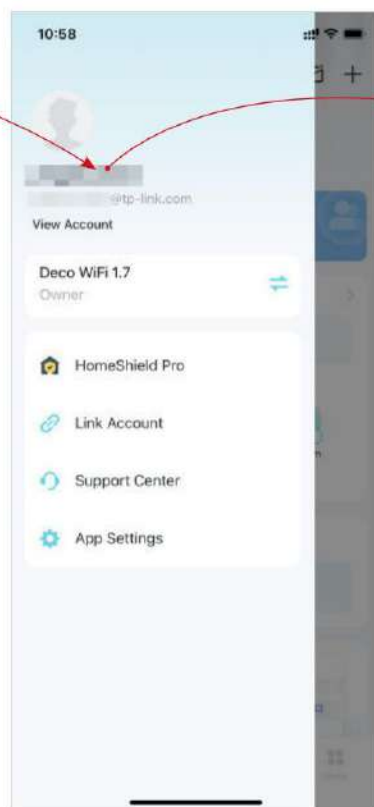 10:58
@tp-link.com
View Account
Deco WiFi 1.7
Owner
HomeShield Pro
Link Account
Support Center
App Settings